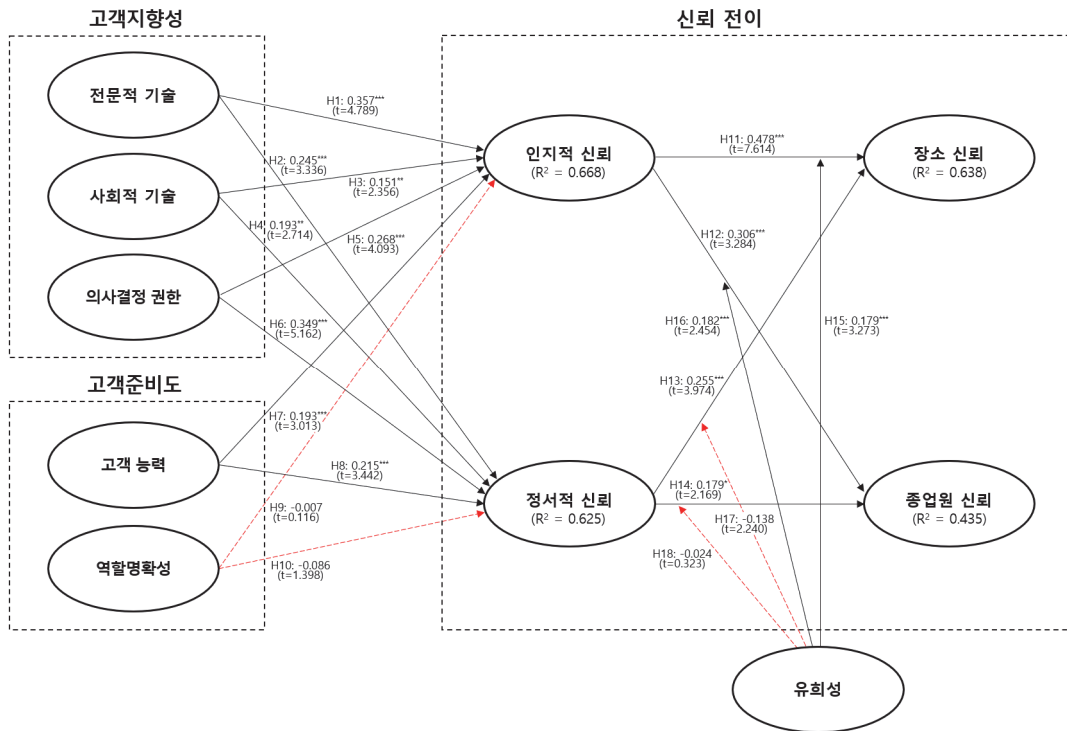 고객지향성
신뢰 전이
전문적 기술
사회적 기술
의사결정 권한
고객준비도
고객 능력
역할명확성
H1: 0.357***
(t=4.789)
H2: 0.245***
(t=3.336)
H3: 0.151**
(t=2.356)
H4: 0.193**
(t=2.714)
H5: 0.268***
(t=4.093)
H6: 0.349***
(t=5.162)
H7: 0.193***
(t=3.013)
H8: 0.215***
(t=3.442)
H9: -0.007
(t=0.116)
H10: -0.086
(t=1.398)
인지적 신뢰
(R² = 0.668)
정서적 신뢰
(R² = 0.625)
H11: 0.478***
(t=7.614)
H12: 0.306***
(t=3.284)
H16: 0.182***
(t=2.454)
H15: 0.179***
(t=3.273)
H13: 0.255***
(t=3.974)
H14: 0.179*
(t=2.169)
H17: -0.138
(t=2.240)
H18: -0.024
(t=0.323)
장소 신뢰
(R² = 0.638)
종업원 신뢰
(R² = 0.435)
유희성